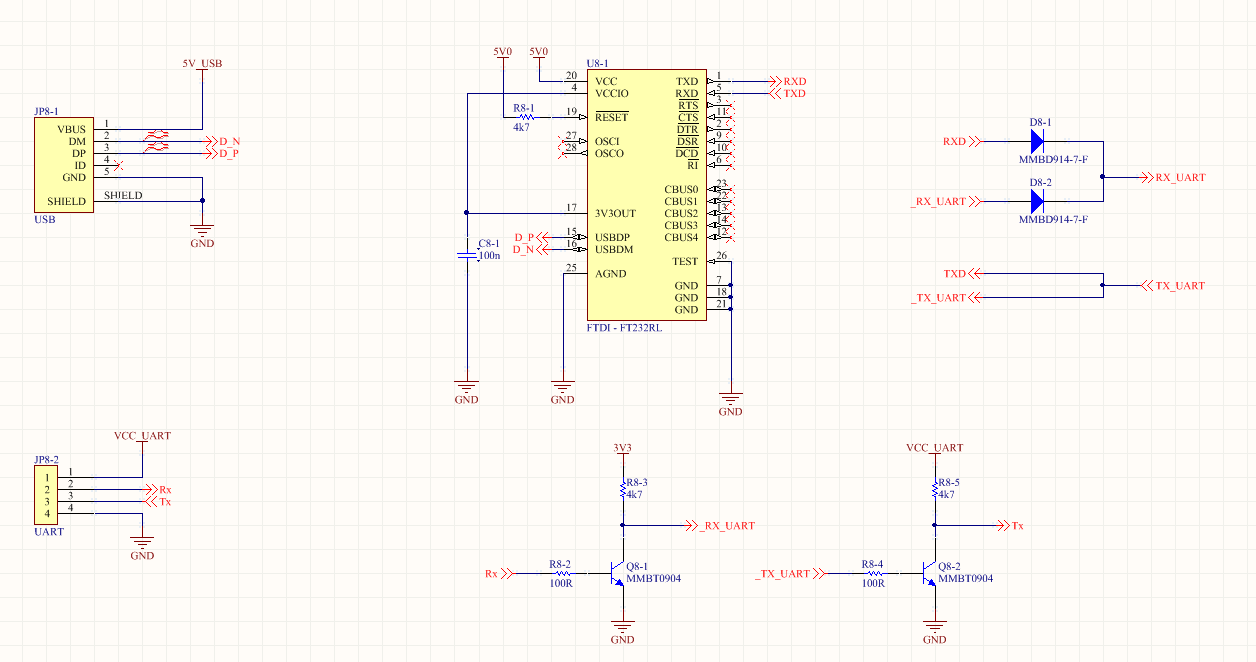 5V_USB
JP8-1
VBUS 1
DM 2 D_N
DP 3 D_P
ID 4
GND 5
SHIELD SHIELD
USB
GND
5V0 5V0
U8-1
20 VCC TXD 1 RXD
4 VCCIO RXD 5 TXD
RTS 3
R8-1
4k7
19 RESET CTS 11
DTR 2
27 OSCI DSR 9
28 OSCO DCD 10
RI 6
CBUS0 23
CBUS1 22
17 3V3OUT CBUS2 13
CBUS3 14
D_P 15 USBDP CBUS4 12
D_N 16 USBDM
C8-1
100n
TEST 26
25 AGND
GND 7
GND 18
GND 21
FTDI - FT232RL
GND
GND
GND
D8-1
RXD
MMBD914-7-F
RX_UART
D8-2
_RX_UART
MMBD914-7-F
TXD
TX_UART
_TX_UART
VCC_UART
JP8-2
1 1
2 2 Rx
3 3 Tx
4 4
UART
GND
3V3
R8-3
4k7
_RX_UART
Rx
R8-2
100R
Q8-1
MMBT0904
GND
VCC_UART
R8-5
4k7
Tx
_TX_UART
R8-4
100R
Q8-2
MMBT0904
GND